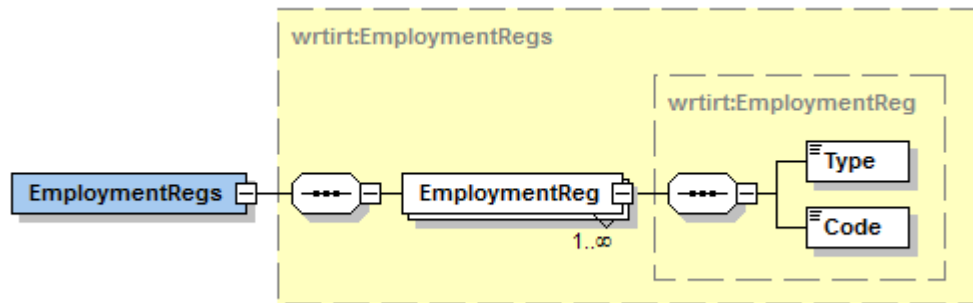 wrtirt:EmploymentRegs
wrtirt:EmploymentReg
Type
EmploymentRegs
EmploymentReg
Code
1..∞